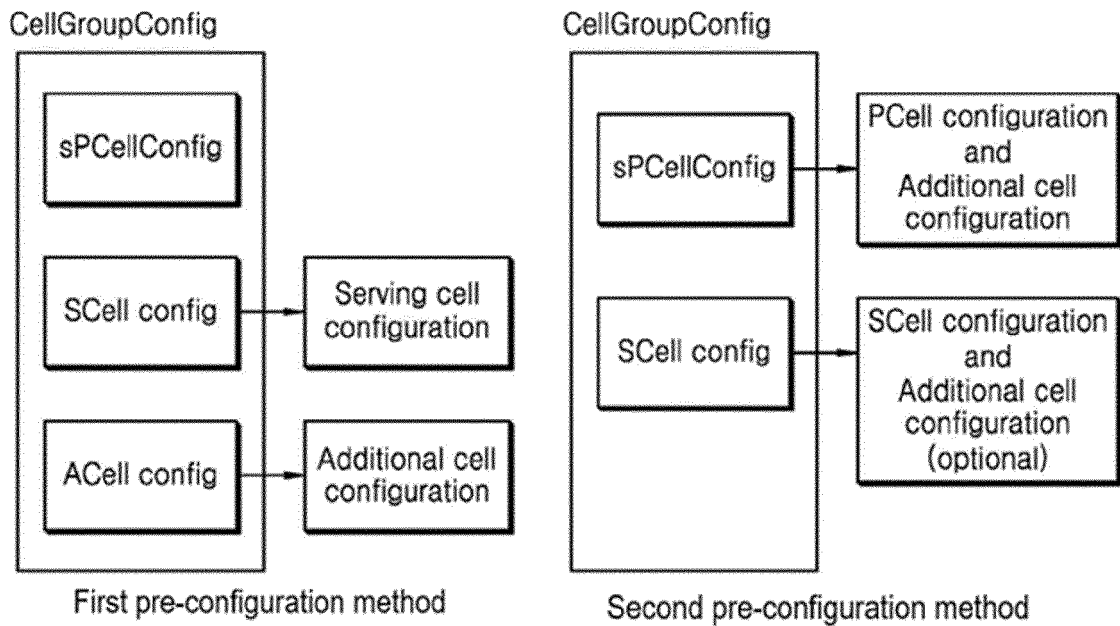 CellGroupConfig
sPCellConfig
SCell config
Serving cell
configuration
ACell config
Additional cell
configuration
First pre-configuration method
CellGroupConfig
sPCellConfig
PCell configuration
and
Additional cell
configuration
SCell config
SCell configuration
and
Additional cell
configuration
(optional)
Second pre-configuration method